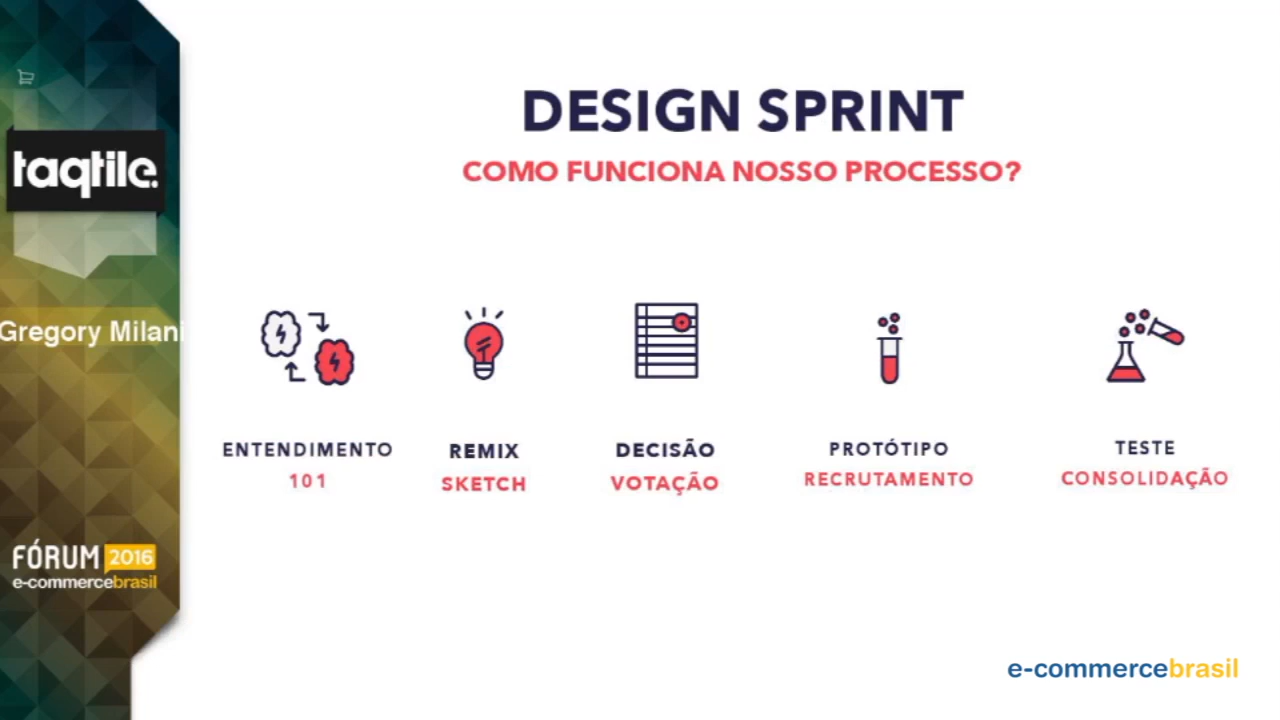 DESIGN SPRINT
COMO FUNCIONA NOSSO PROCESSO?
taqtile.
Gregory Milani
ENTENDIMENTO
101
REMIX
SKETCH
DECISÃO
VOTAÇÃO
PROTÓTIPO
RECRUTAMENTO
TESTE
CONSOLIDAÇÃO
FÓRUM 2016
e-commercebrasil
e-commercebrasil